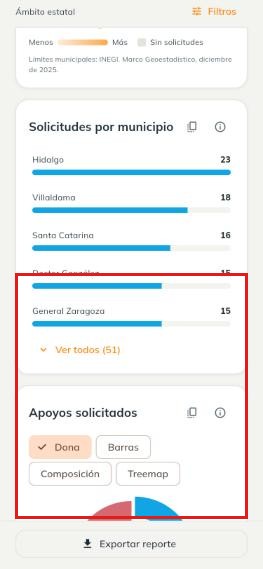 Ámbito estatal
Filtros
Menos Más Sin solicitudes
Límites municipales: INEGI, Marco Geoestadístico, diciembre
de 2025.
Solicitudes por municipio
Hidalgo 23
Villaldama 18
Santa Catarina 16
Doctor González 15
General Zaragoza 15
Ver todos (51)
Apoyos solicitados
Dona Barras
Composición Treemap
Exportar reporte